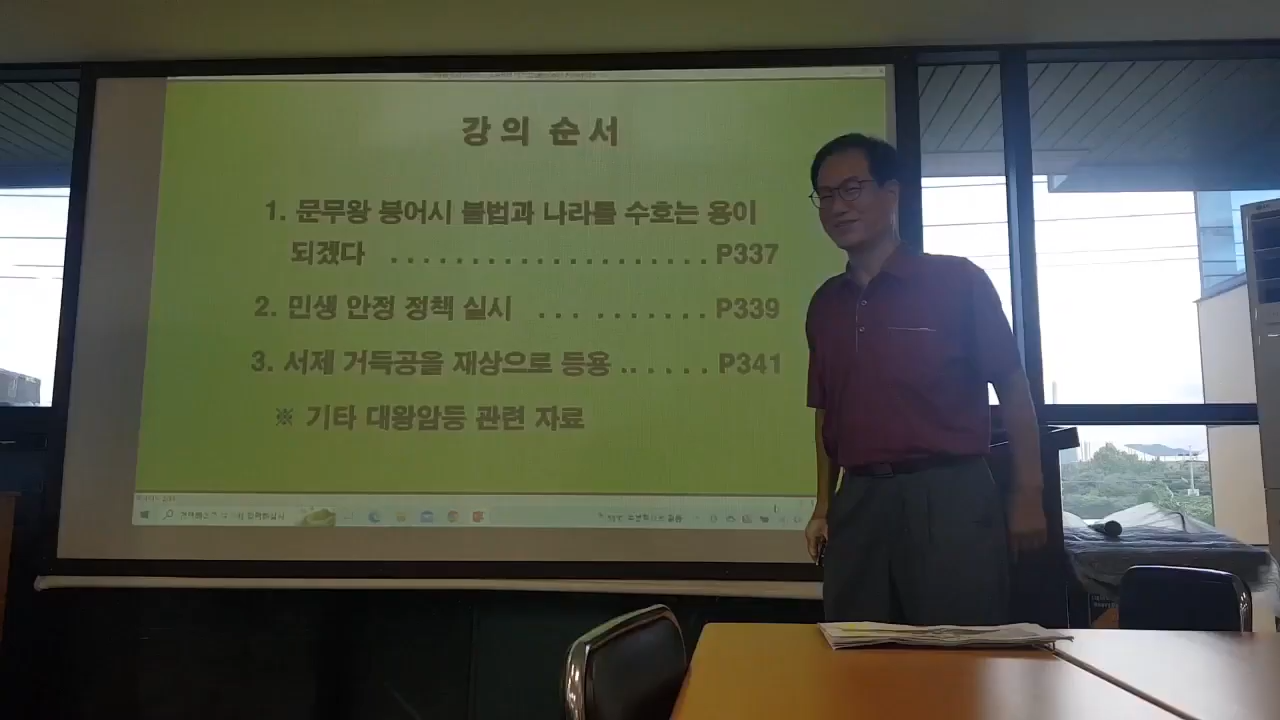 강의 순서
1. 문무왕 붕어시 불법과 나라를 수호는 용이
되겠다 .................... P337
2. 민생 안정 정책 실시 ... ........ P339
3. 서제 거득공을 재상으로 등용 ....... P341
※ 기타 대왕암등 관련 자료